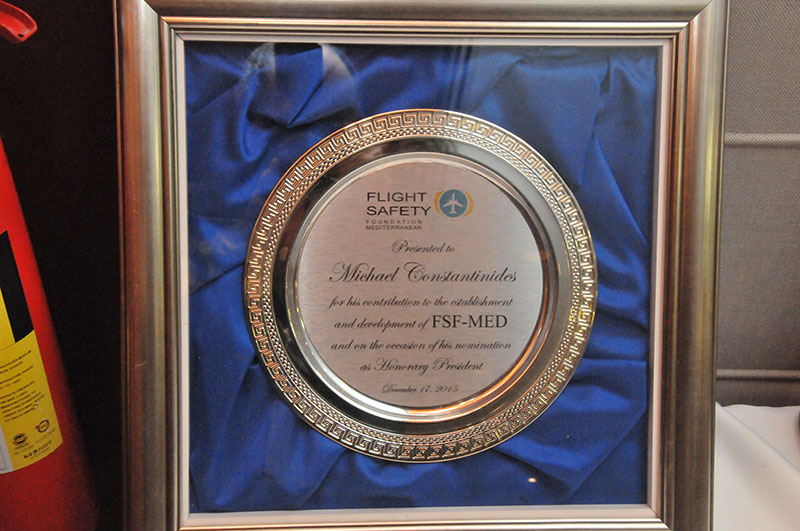 FLIGHT
SAFETY
FOUNDATION
MEDITERRANEAN
Presented to
Michael Constantinides
for his contribution to the establishment
and development of FSF-MED
and on the occasion of his nomination
as Honorary President
December 17, 2015